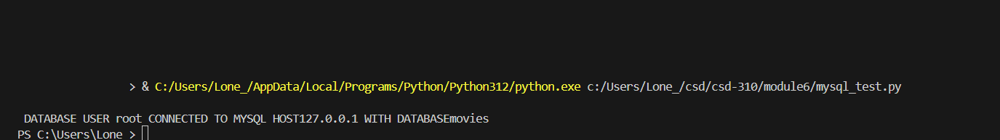 > & C:/Users/Lone_/AppData/Local/Programs/Python/Python312/python.exe c:/Users/Lone_/csd/csd-310/module6/mysql_test.py
DATABASE USER root CONNECTED TO MYSQL HOST127.0.0.1 WITH DATABASEmovies
PS C:\Users\Lone >